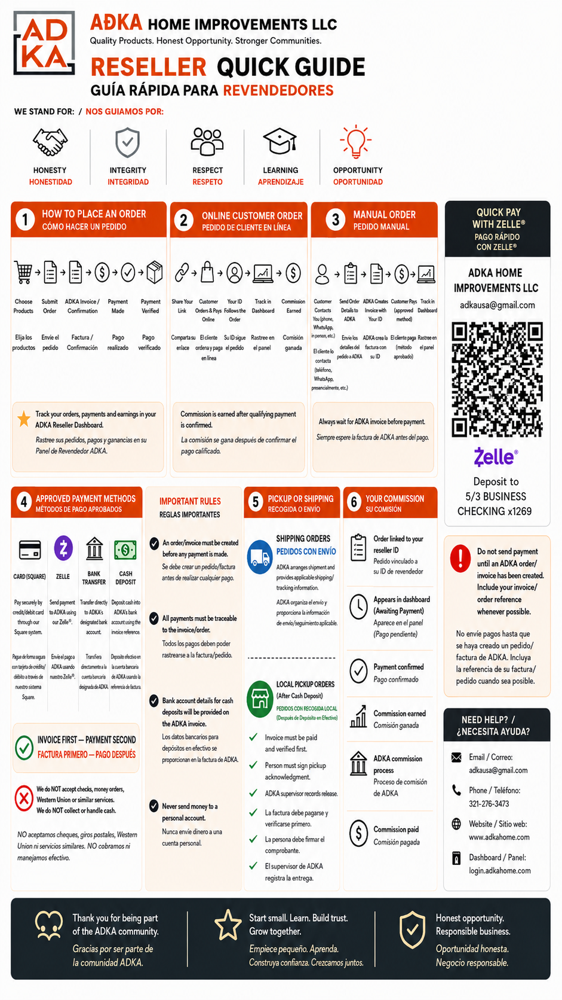 AD
KA
AĐKA HOME IMPROVEMENTS LLC
Quality Products. Honest Opportunity. Stronger Communities.
RESELLER QUICK GUIDE
GUÍA RÁPIDA PARA REVENDEDORES
WE STAND FOR: / NOS GUIAMOS POR:
HONESTY
HONESTIDAD
INTEGRITY
INTEGRIDAD
RESPECT
RESPETO
LEARNING
APRENDIZAJE
OPPORTUNITY
OPORTUNIDAD
1
HOW TO PLACE AN ORDER
CÓMO HACER UN PEDIDO
Choose
Products
Submit
Order
ADKA Invoice /
Confirmation
Payment
Made
Payment
Verified
Elija los
productos
Envíe el
pedido
Factura /
Confirmación
Pago
realizado
Pago
verificado
Track your orders, payments and earnings in your
ADKA Reseller Dashboard.
Rastree sus pedidos, pagos y ganancias en su
Panel de Revendedor ADKA.
2
ONLINE CUSTOMER ORDER
PEDIDO DE CLIENTE EN LÍNEA
Share Your
Link
Customer
Orders & Pays
Online
Your ID
Follows the
Order
Track in
Dashboard
Commission
Earned
Comparta su
enlace
El cliente
ordena y paga
en línea
Su ID sigue
el pedido
Rastree en
el panel
Comisión
ganada
Commission is earned after qualifying payment
is confirmed.
La comisión se gana después de confirmar el
pago calificado.
3
MANUAL ORDER
PEDIDO MANUAL
Customer
Contacts
You (phone,
WhatsApp,
in person, etc.)
Send Order
Details to
ADKA
ADKA Creates
Invoice with
Your ID
Customer Pays
(approved
method)
Track in
Dashboard
El cliente lo
contacta
(teléfono,
WhatsApp,
presencialmente, etc.)
Envíe los
detalles del
pedido a ADKA
ADKA crea la
factura con
su ID
El cliente paga
(método
aprobado)
Rastree en
el panel
Always wait for ADKA invoice before payment.
Siempre espere la factura de ADKA antes del pago.
QUICK PAY
WITH ZELLE®
PAGO RÁPIDO
CON ZELLE®
ADKA HOME
IMPROVEMENTS LLC
adkausa@gmail.com
Zelle®
Deposit to
5/3 BUSINESS
CHECKING x1269
4
APPROVED PAYMENT METHODS
MÉTODOS DE PAGO APROBADOS
CARD (SQUARE)
ZELLE
BANK
TRANSFER
CASH
DEPOSIT
Pay securely by
credit/debit card
through our
Square system.
Send payment
to ADKA using
our Zelle®.
Transfer directly
to ADKA's
designated bank
account.
Deposit cash into
ADKA's bank
account using the
invoice reference.
Pague de forma segura
con tarjeta de crédito/
débito a través de
nuestro sistema
Square.
Envíe el pago a
ADKA usando
nuestro Zelle®.
Transfiera
directamente a la
cuenta bancaria
designada de ADKA.
Deposite efectivo en
la cuenta bancaria
de ADKA usando la
referencia de factura.
INVOICE FIRST — PAYMENT SECOND
FACTURA PRIMERO — PAGO DESPUÉS
We do NOT accept checks, money orders,
Western Union or similar services.
We do NOT collect or handle cash.
NO aceptamos cheques, giros postales, Western
Union ni servicios similares. NO cobramos ni
manejamos efectivo.
IMPORTANT RULES
REGLAS IMPORTANTES
An order/invoice must be created
before any payment is made.
Se debe crear un pedido/factura
antes de realizar cualquier pago.
All payments must be traceable
to the invoice/order.
Todos los pagos deben poder
rastrearse a la factura/pedido.
Bank account details for cash
deposits will be provided on
the ADKA invoice.
Los datos bancarios para
depósitos en efectivo se
proporcionan en la factura de ADKA.
Never send money to a
personal account.
Nunca envíe dinero a una
cuenta personal.
5
PICKUP OR SHIPPING
RECOGIDA O ENVÍO
SHIPPING ORDERS
PEDIDOS CON ENVÍO
ADKA arranges shipment and
provides applicable shipping/
tracking information.
ADKA organiza el envío y
proporciona la información
de envío/seguimiento aplicable.
LOCAL PICKUP ORDERS
(After Cash Deposit)
PEDIDOS CON RECOGIDA LOCAL
(Después de Depósito en Efectivo)
Invoice must be paid
and verified first.
Person must sign pickup
acknowledgment.
ADKA supervisor records release.
La factura debe pagarse y
verificarse primero.
La persona debe firmar el
comprobante.
El supervisor de ADKA
registra la entrega.
6
YOUR COMMISSION
SU COMISIÓN
Order linked to your
reseller ID
Pedido vinculado a
su ID de revendedor
Appears in dashboard
(Awaiting Payment)
Aparece en el panel
(Pago pendiente)
Payment confirmed
Pago confirmado
Commission earned
Comisión ganada
ADKA commission
process
Proceso de comisión
de ADKA
Commission paid
Comisión pagada
Do not send payment
until an ADKA order/
invoice has been created.
Include your invoice/
order reference
whenever possible.
No envíe pagos hasta que
se haya creado un pedido/
factura de ADKA. Incluya
la referencia de su factura/
pedido cuando sea posible.
NEED HELP? /
¿NECESITA AYUDA?
Email / Correo:
adkausa@gmail.com
Phone / Teléfono:
321-276-3473
Website / Sitio web:
www.adkahome.com
Dashboard / Panel:
login.adkahome.com
Thank you for being part
of the ADKA community.
Gracias por ser parte de
la comunidad ADKA.
Start small. Learn. Build trust.
Grow together.
Empiece pequeño. Aprenda.
Construya confianza. Crezcamos juntos.
Honest opportunity.
Responsible business.
Oportunidad honesta.
Negocio responsable.